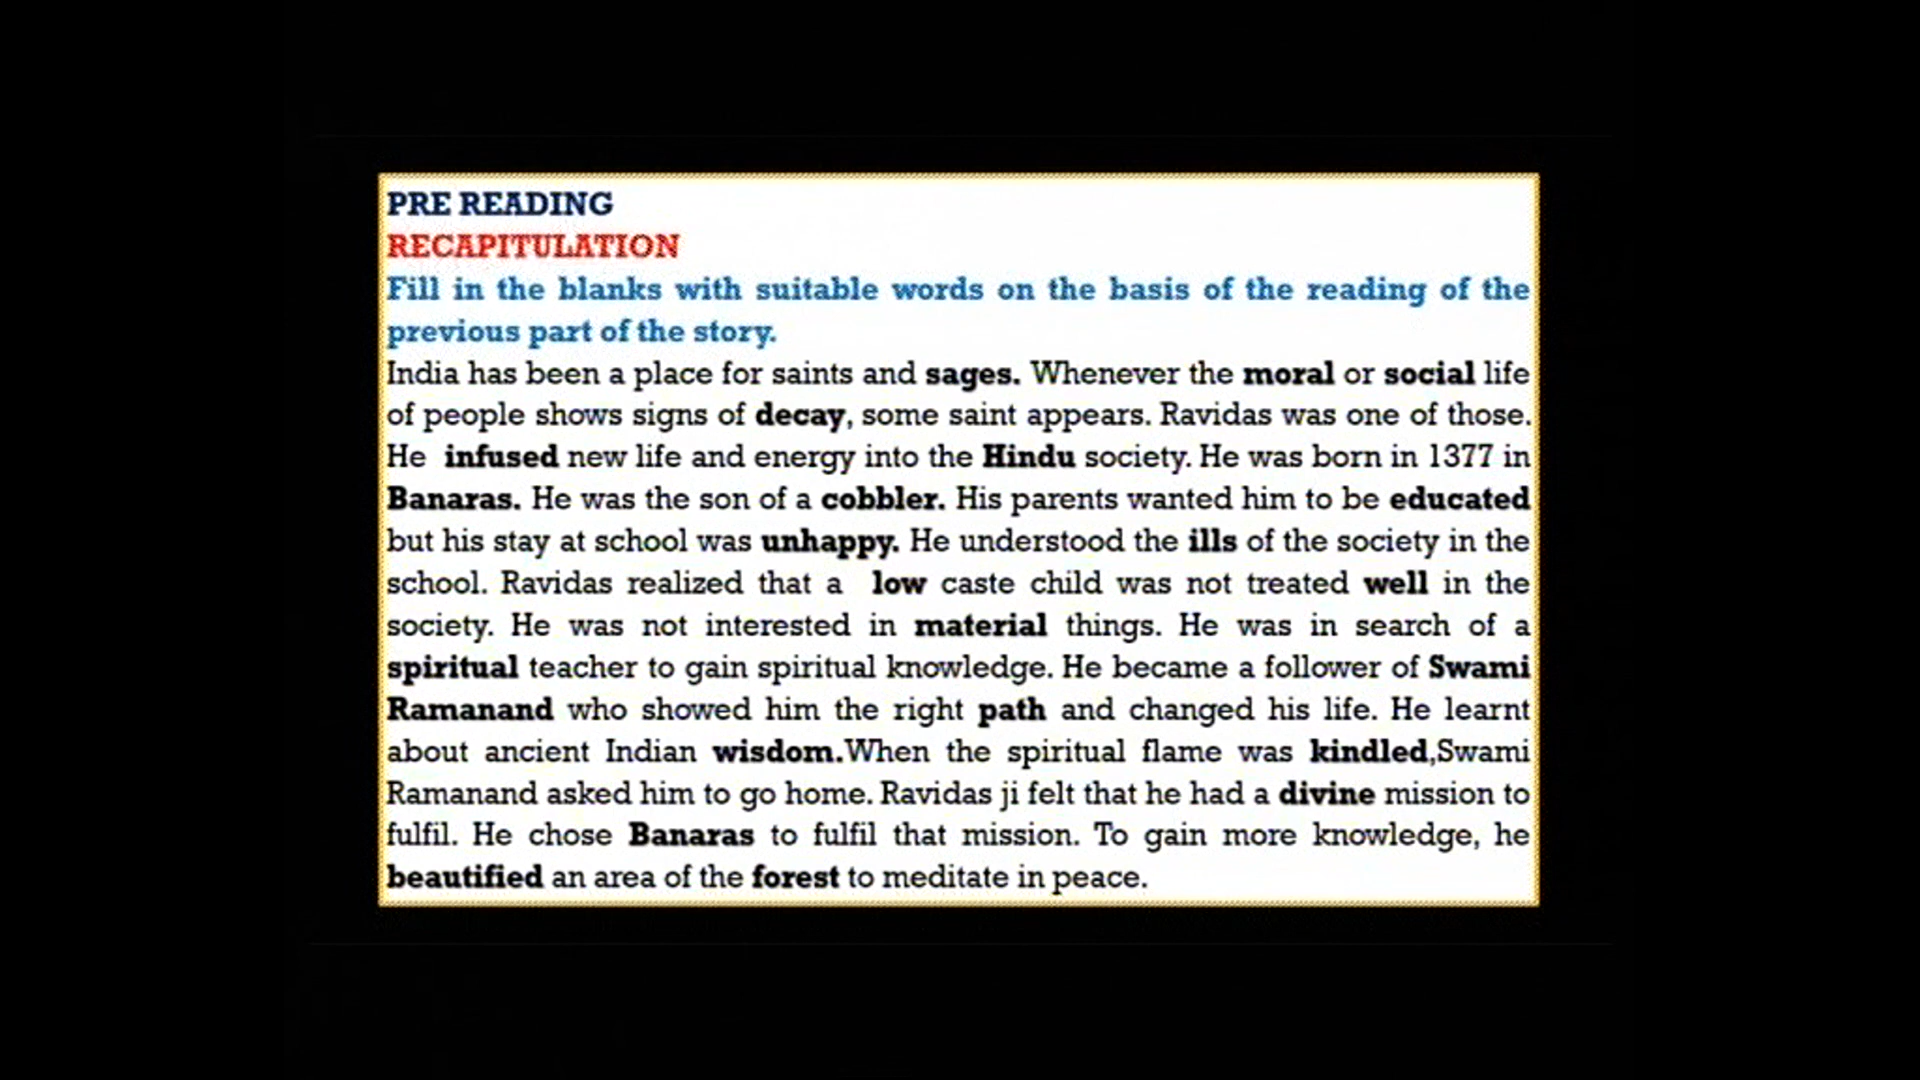 PRE READING
RECAPITULATION
Fill in the blanks with suitable words on the basis of the reading of the
previous part of the story.
India has been a place for saints and sages. Whenever the moral or social life
of people shows signs of decay, some saint appears. Ravidas was one of those.
He infused new life and energy into the Hindu society. He was born in 1377 in
Banaras. He was the son of a cobbler. His parents wanted him to be educated
but his stay at school was unhappy. He understood the ills of the society in the
school. Ravidas realized that a low caste child was not treated well in the
society. He was not interested in material things. He was in search of a
spiritual teacher to gain spiritual knowledge. He became a follower of Swami
Ramanand who showed him the right path and changed his life. He learnt
about ancient Indian wisdom.When the spiritual flame was kindled,Swami
Ramanand asked him to go home. Ravidas ji felt that he had a divine mission to
fulfil. He chose Banaras to fulfil that mission. To gain more knowledge, he
beautified an area of the forest to meditate in peace.